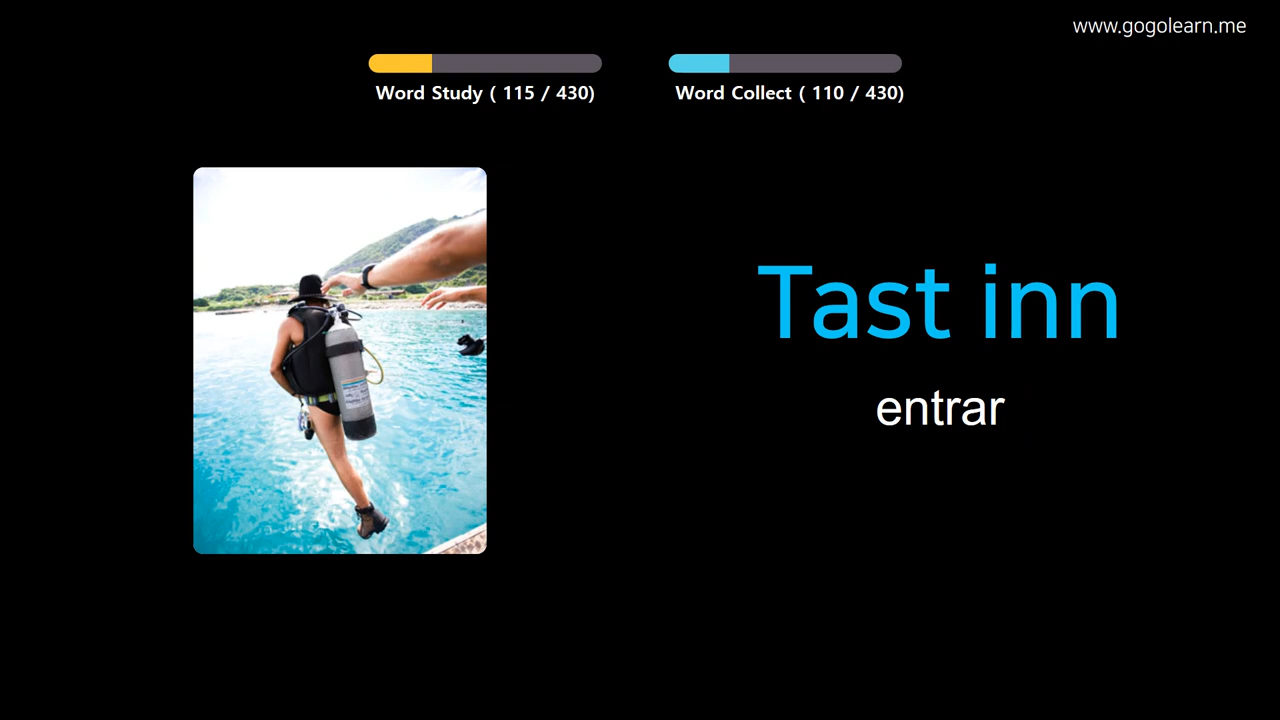 www.gogolearn.me
Word Study ( 115 / 430)
Word Collect ( 110 / 430)
Tast inn
entrar